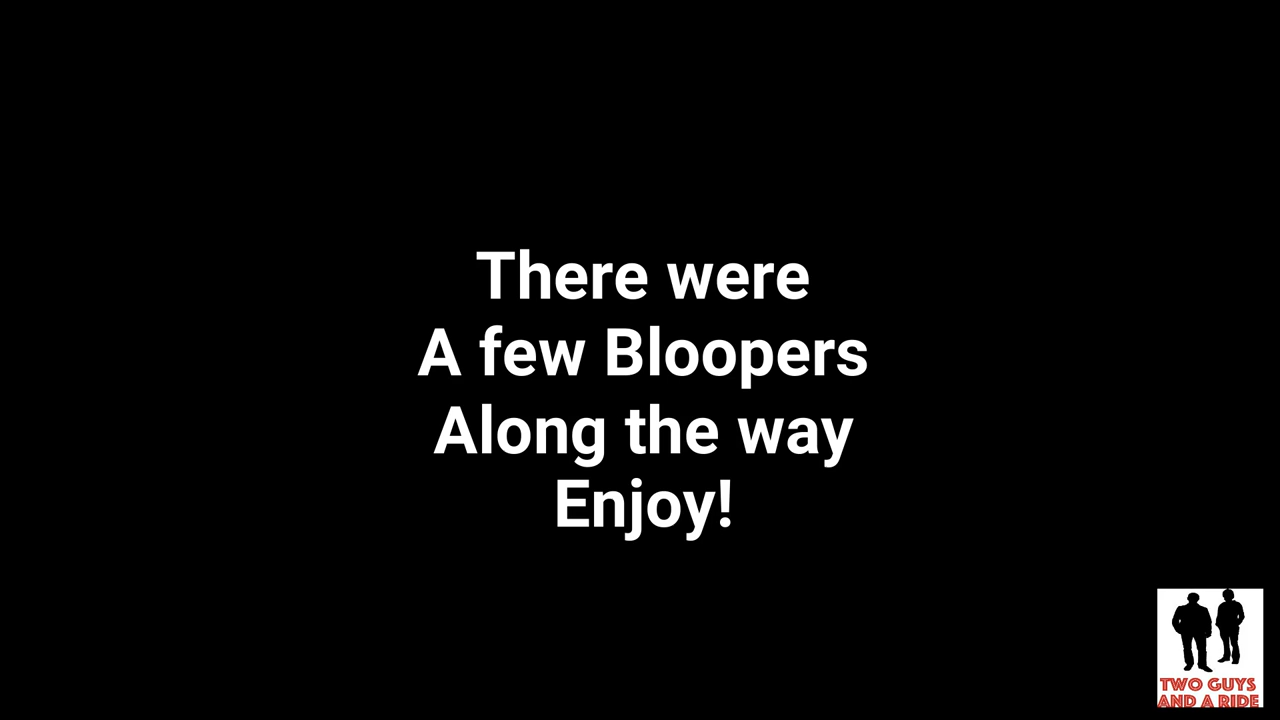 There were
A few Bloopers
Along the way
Enjoy!
TWO GUYS
AND A RIDE